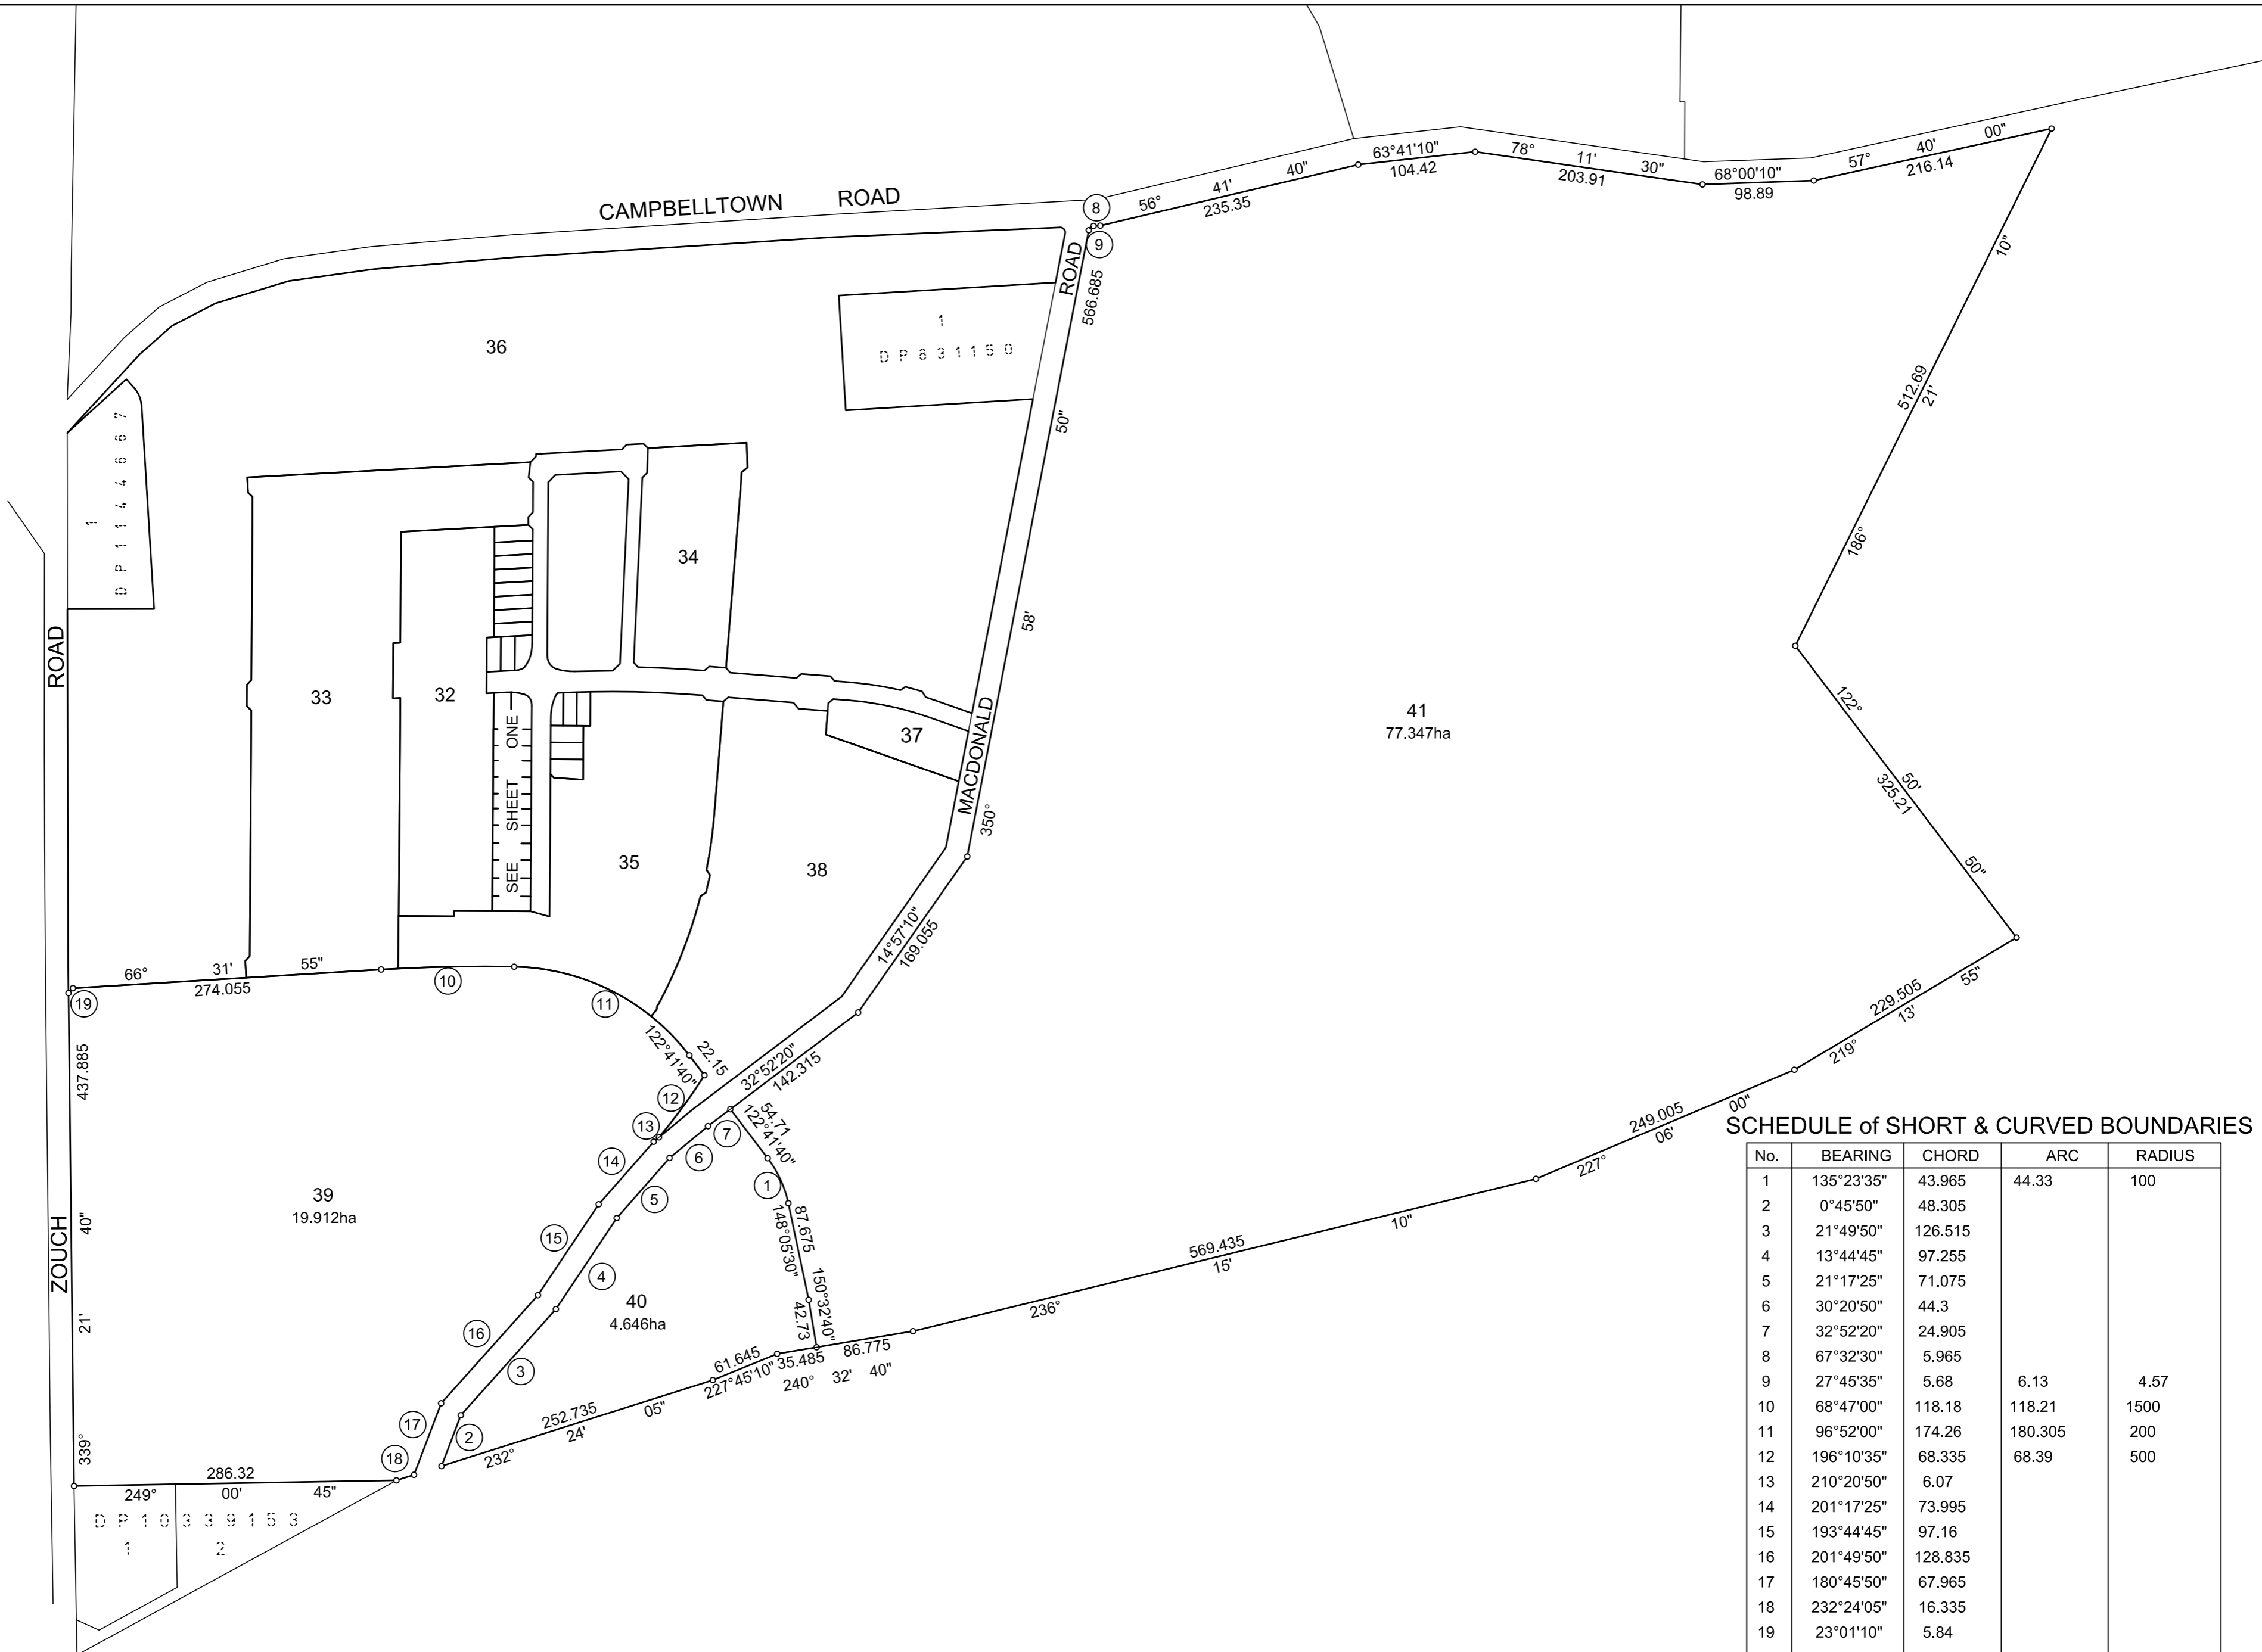 CAMPBELLTOWN ROAD
8
9
56° 41' 40"
235.35
63°41'10"
104.42
78° 11' 30"
203.91
68°00'10"
98.89
57° 40' 00"
216.14
ROAD
566.685
350° 58' 50"
36
1
DP831150
1
DP1144667
186° 21' 10"
512.69
34
33
32
ROAD
SEE SHEET ONE
37
MACDONALD
41
77.347ha
122° 50' 50"
325.21
35
38
14°57'10"
169.055
66° 31' 55"
274.055
10
11
19
122°41'40"
22.15
32°52'20"
142.315
219° 13' 55"
229.505
437.885
339° 21' 40"
ZOUCH
12
13
14
7
6
5
54.71
122°41'40"
1
39
19.912ha
15
4
16
3
17
2
18
87.675
148°05'30"
150°32'40"
42.73
40
4.646ha
227° 06' 00"
249.005
236° 15' 10"
569.435
61.645
227°45'10"
35.485
86.775
240° 32' 40"
252.735
232° 24' 05"
286.32
249° 00' 45"
DP10339153
1 2
SCHEDULE of SHORT & CURVED BOUNDARIES
No. BEARING CHORD ARC RADIUS
1 135°23'35" 43.965 44.33 100
2 0°45'50" 48.305
3 21°49'50" 126.515
4 13°44'45" 97.255
5 21°17'25" 71.075
6 30°20'50" 44.3
7 32°52'20" 24.905
8 67°32'30" 5.965
9 27°45'35" 5.68 6.13 4.57
10 68°47'00" 118.18 118.21 1500
11 96°52'00" 174.26 180.305 200
12 196°10'35" 68.335 68.39 500
13 210°20'50" 6.07
14 201°17'25" 73.995
15 193°44'45" 97.16
16 201°49'50" 128.835
17 180°45'50" 67.965
18 232°24'05" 16.335
19 23°01'10" 5.84